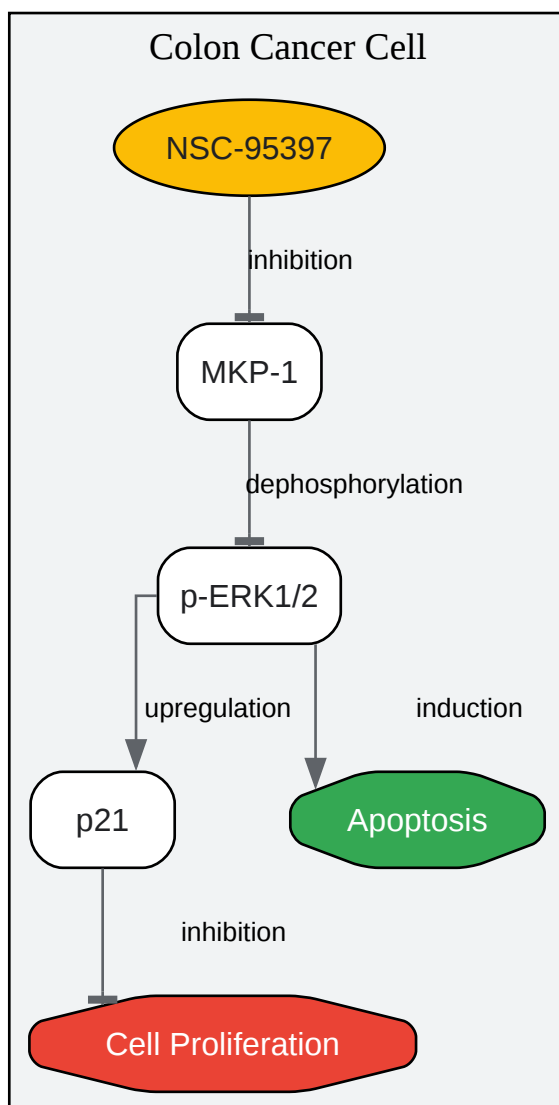 Colon Cancer Cell
NSC-95397
inhibition
MKP-1
dephosphorylation
p-ERK1/2
upregulation
induction
p21
Apoptosis
inhibition
Cell Proliferation